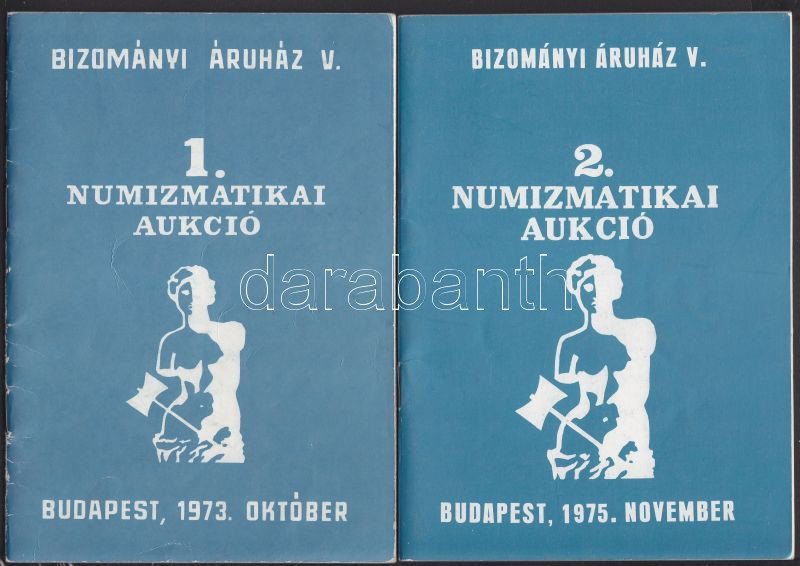 BIZOMÁNYI ÁRUHÁZ V.
1.
NUMIZMATIKAI
AUKCIÓ
BUDAPEST, 1973. OKTÓBER
BIZOMÁNYI ÁRUHÁZ V.
2.
NUMIZMATIKAI
AUKCIÓ
BUDAPEST, 1975. NOVEMBER
darabanth